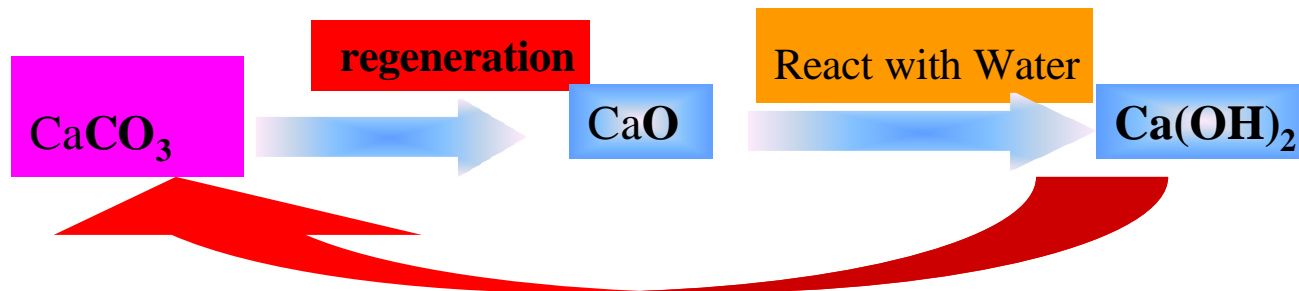 regeneration
React with Water
CaCO₃
CaO
Ca(OH)₂